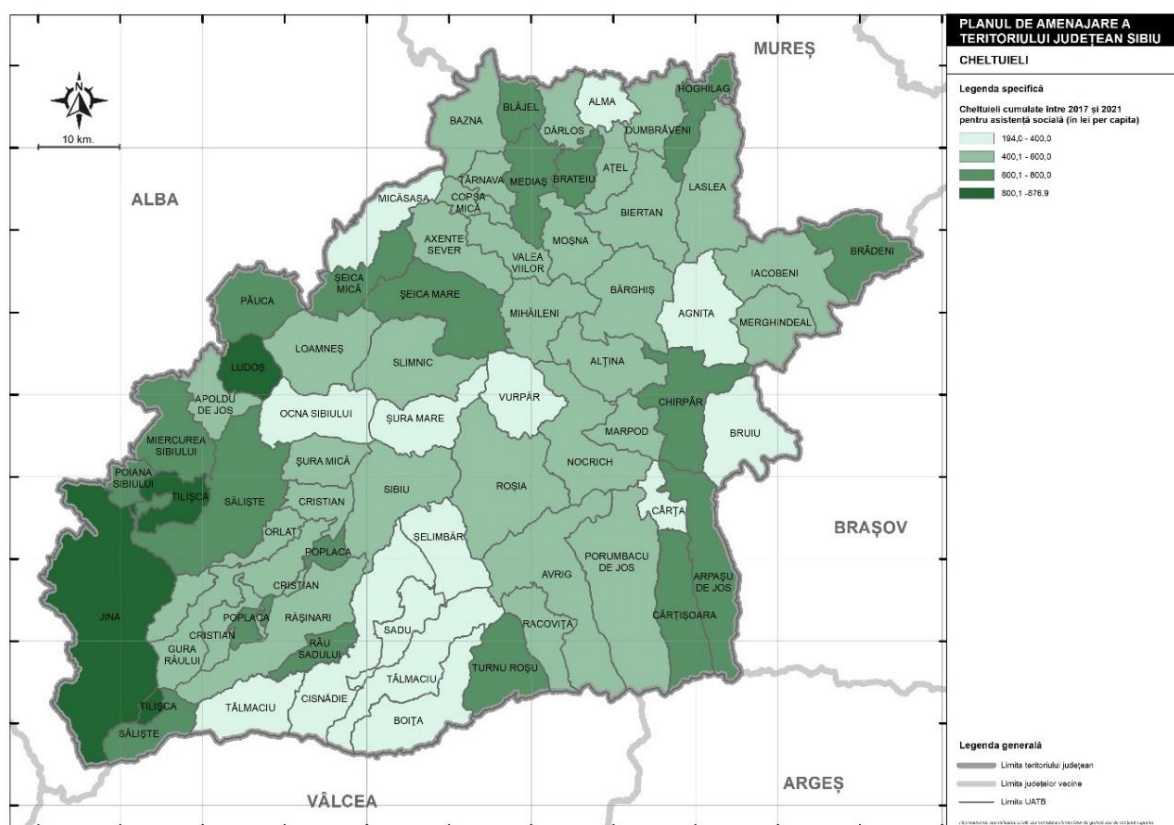 PLANUL DE AMENAJARE A
TERITORIULUI JUDEȚEAN SIBIU
CHELTUIELI
Legenda specifică
Cheltuieli cumulate între 2017 și 2021
pentru asistență socială (în lei per capita)
194,0 - 400,0
400,1 - 600,0
600,1 - 800,0
800,1 -876,9
N
10 km.
MUREȘ
ALBA
BRAȘOV
ARGEȘ
VÂLCEA
HOGHILAG
BLĂJEL
ALMA
BAZNA
DÂRLOS
DUMBRĂVENI
TÂRNAVA
MEDIAȘ
BRATEIU
AȚEL
LASLEA
MICĂSASA
COPȘA
MICĂ
BIERTAN
AXENTE
SEVER
MOȘNA
VALEA
VIILOR
BRĂDENI
IACOBENI
ȘEICA
MICĂ
ȘEICA MARE
BÂRGHIȘ
PĂUCA
MIHĂILENI
AGNITA
MERGHINDEAL
LOAMNEȘ
SLIMNIC
ALȚINA
LUDOȘ
APOLDU
DE JOS
VURPĂR
CHIRPĂR
OCNA SIBIULUI
ȘURA MARE
MARPOD
BRUIU
MIERCUREA
SIBIULUI
ȘURA MICĂ
NOCRICH
POIANA
SIBIULUI
TILIȘCA
SĂLIȘTE
SIBIU
ROȘIA
CRISTIAN
CÂRȚA
ORLAT
ȘELIMBĂR
POPLACA
PORUMBACU
DE JOS
AVRIG
ARPAȘU
DE JOS
CRISTIAN
JINA
POPLACA
RĂȘINARI
CÂRȚIȘOARA
RACOVIȚA
CRISTIAN
SADU
GURA
RÂULUI
RÂU
SADULUI
TURNU ROȘU
TĂLMACIU
CISNĂDIE
TILIȘCA
TĂLMACIU
BOIȚA
SĂLIȘTE
Legenda generală
Limita teritoriului județean
Limita județelor vecine
Limita UATB